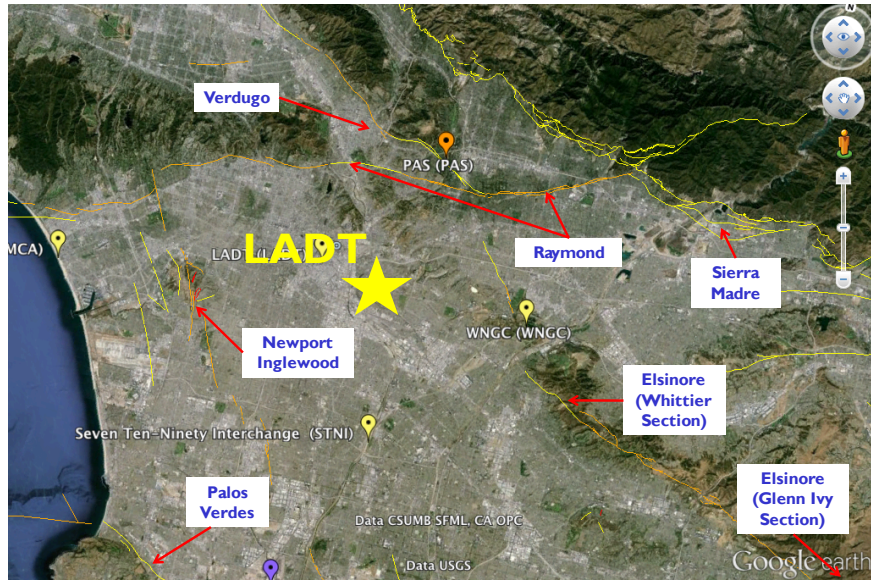 N
Verdugo
PAS (PAS)
MCA)
LADT
Raymond
Sierra
Madre
WNGC (WNGC)
Newport
Inglewood
Elsinore
(Whittier
Section)
Seven Ten-Ninety Interchange (STNI)
Palos
Verdes
Elsinore
(Glenn Ivy
Section)
Data CSUMB SFML, CA OPC
Data USGS
Google earth